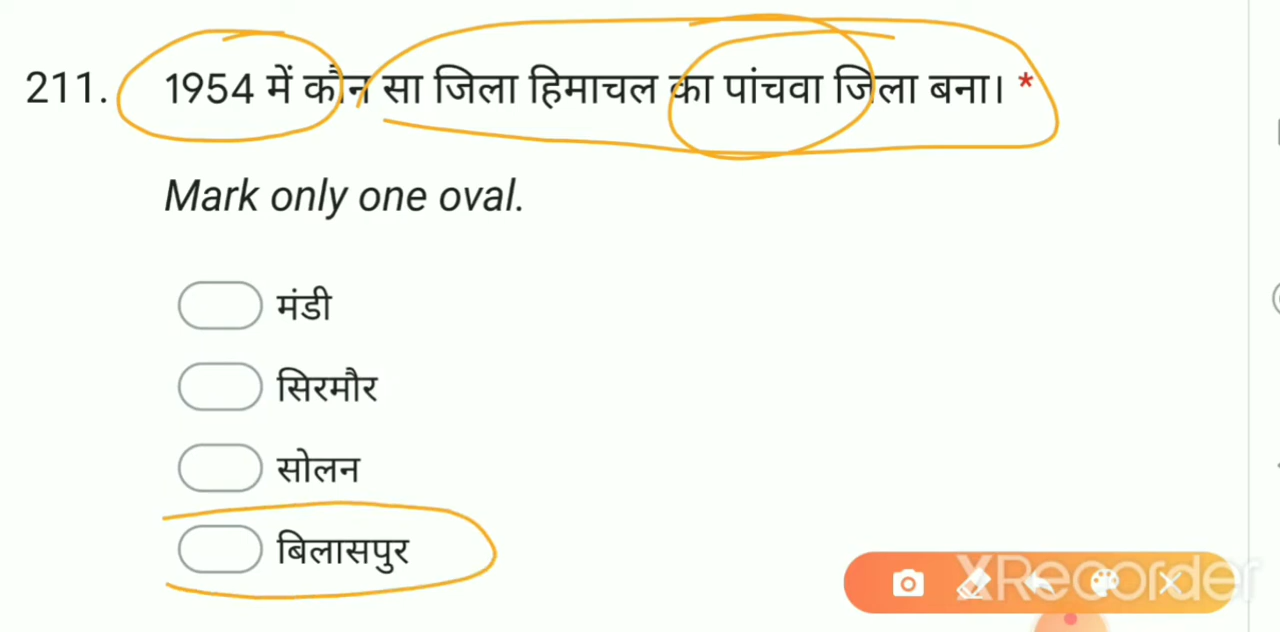 211. 1954 में कौन सा जिला हिमाचल का पांचवा जिला बना। *
Mark only one oval.
मंडी
सिरमौर
सोलन
बिलासपुर
XRecorder